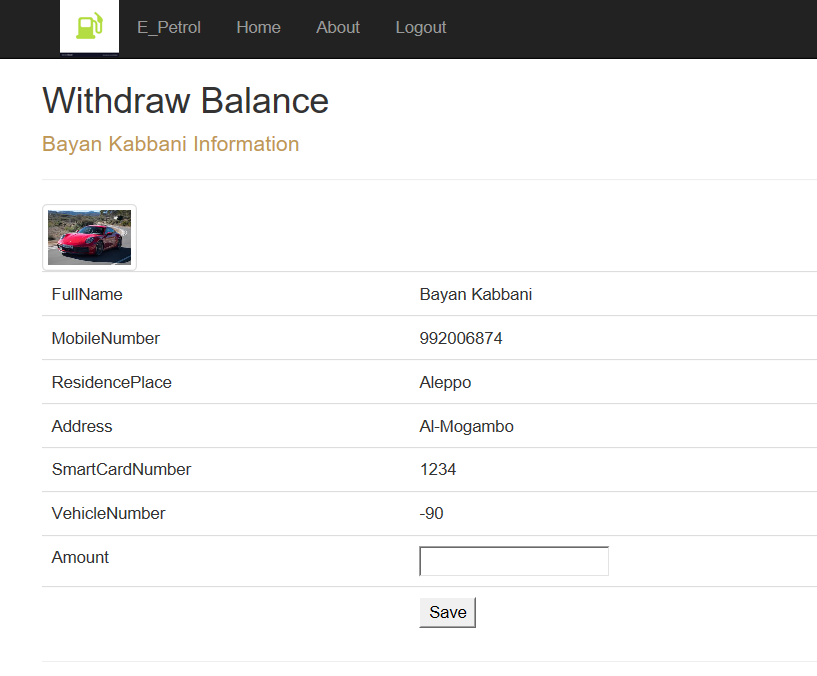 E_Petrol Home About Logout
Withdraw Balance
Bayan Kabbani Information
FullName Bayan Kabbani
MobileNumber 992006874
ResidencePlace Aleppo
Address Al-Mogambo
SmartCardNumber 1234
VehicleNumber -90
Amount
Save